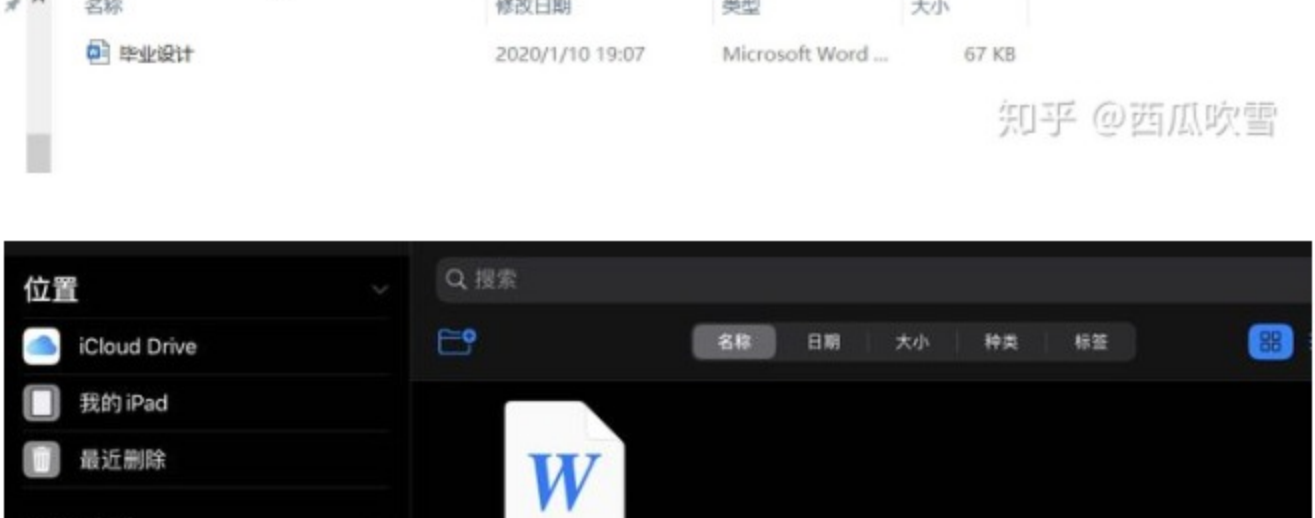 名称 修改日期 类型 大小
毕业设计 2020/1/10 19:07 Microsoft Word ... 67 KB
知乎 @西瓜吹雪
位置 搜索
名称 日期 大小 种类 标签
iCloud Drive
我的 iPad
最近删除
W